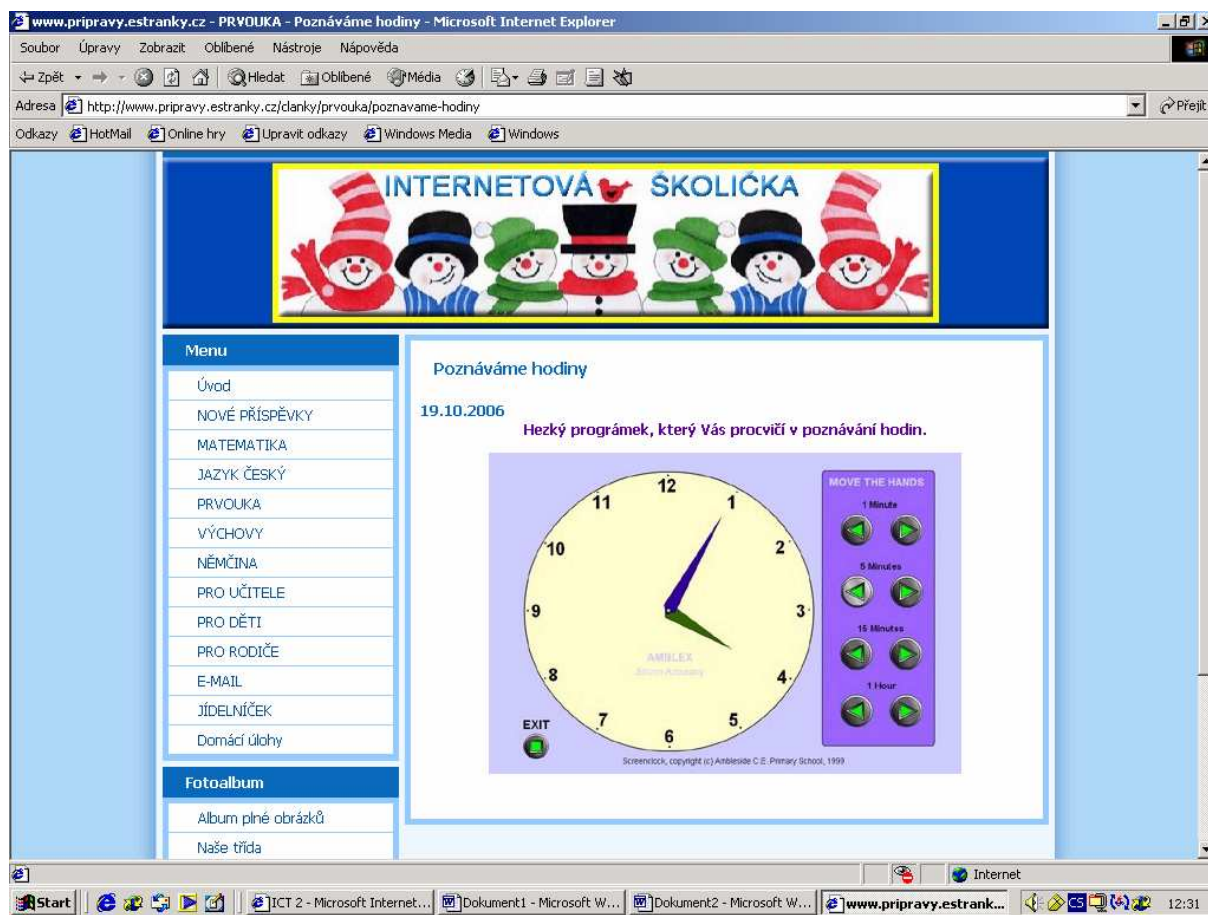 www.pripravy.estranky.cz - PRVOUKA - Poznáváme hodiny - Microsoft Internet Explorer
Soubor Úpravy Zobrazit Oblíbené Nástroje Nápověda
Zpět Hledat Oblíbené Média
Adresa http://www.pripravy.estranky.cz/clanky/prvouka/poznavame-hodiny Přejít
Odkazy HotMail Online hry Upravit odkazy Windows Media Windows
INTERNETOVÁ ŠKOLIČKA
Menu
Úvod
NOVÉ PŘÍSPĚVKY
MATEMATIKA
JAZYK ČESKÝ
PRVOUKA
VÝCHOVY
NĚMČINA
PRO UČITELE
PRO DĚTI
PRO RODIČE
E-MAIL
JÍDELNÍČEK
Domácí úlohy
Fotoalbum
Album plné obrázků
Naše třída
Poznáváme hodiny
19.10.2006
Hezký prográmek, který Vás procvičí v poznávání hodin.
12
1
2
3
4
5
6
7
8
9
10
11
AMBLEX
EXIT
MOVE THE HANDS
1 Minute
5 Minutes
15 Minutes
1 Hour
Screenclock, copyright (c) Ambleside C.E. Primary School, 1999
Internet
Start ICT 2 - Microsoft Internet... Dokument1 - Microsoft W... Dokument2 - Microsoft W... www.pripravy.estrank... CS 12:31